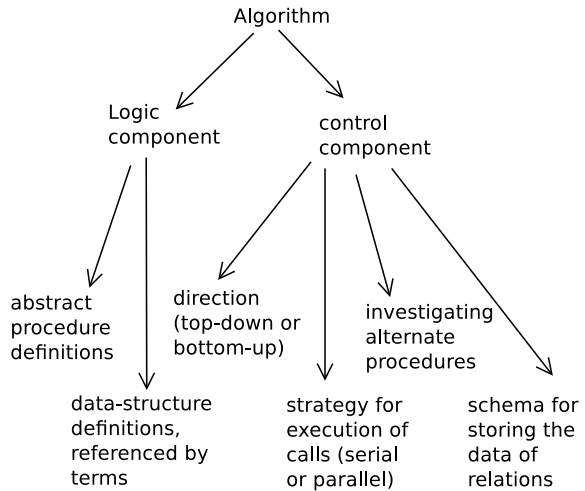 Algorithm
Logic
component
control
component
abstract
procedure
definitions
direction
(top-down or
bottom-up)
investigating
alternate
procedures
data-structure
definitions,
referenced by
terms
strategy for
execution of
calls (serial
or parallel)
schema for
storing the
data of
relations